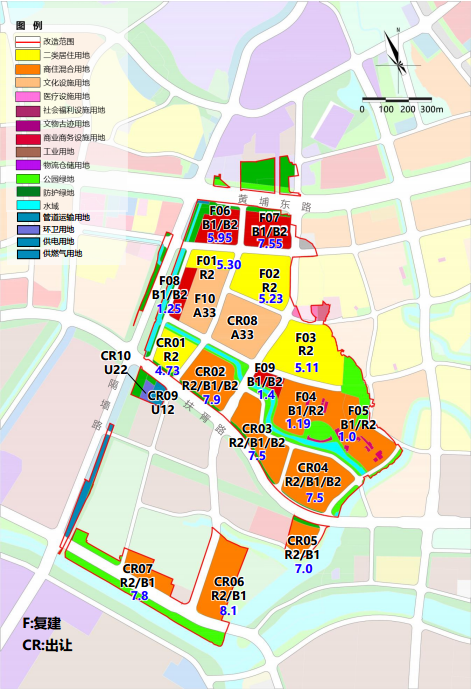 图 例
改造范围
二类居住用地
商住混合用地
文化设施用地
医疗设施用地
社会福利设施用地
文物古迹用地
商业商务设施用地
工业用地
物流仓储用地
公园绿地
防护绿地
水域
管道运输用地
环卫用地
供电用地
供燃气用地
N
0 100 200 300m
黄埔东路
F06
B1/B2
5.95
F07
B1/B2
7.55
F01
R2
5.30
F02
R2
5.23
F08
B1/B2
1.25
F10
A33
CR08
A33
F03
R2
5.11
CR01
R2
4.73
CR10
U22
CR02
R2/B1/B2
7.9
F09
B1/B2
1.4
CR09
U12
F04
B1/R2
1.19
F05
B1/R2
1.0
扶胥路
CR03
R2/B1/B2
7.5
CR04
R2/B1/B2
7.5
CR05
R2/B1
7.0
CR07
R2/B1
7.8
CR06
R2/B1
8.1
F:复建
CR:出让